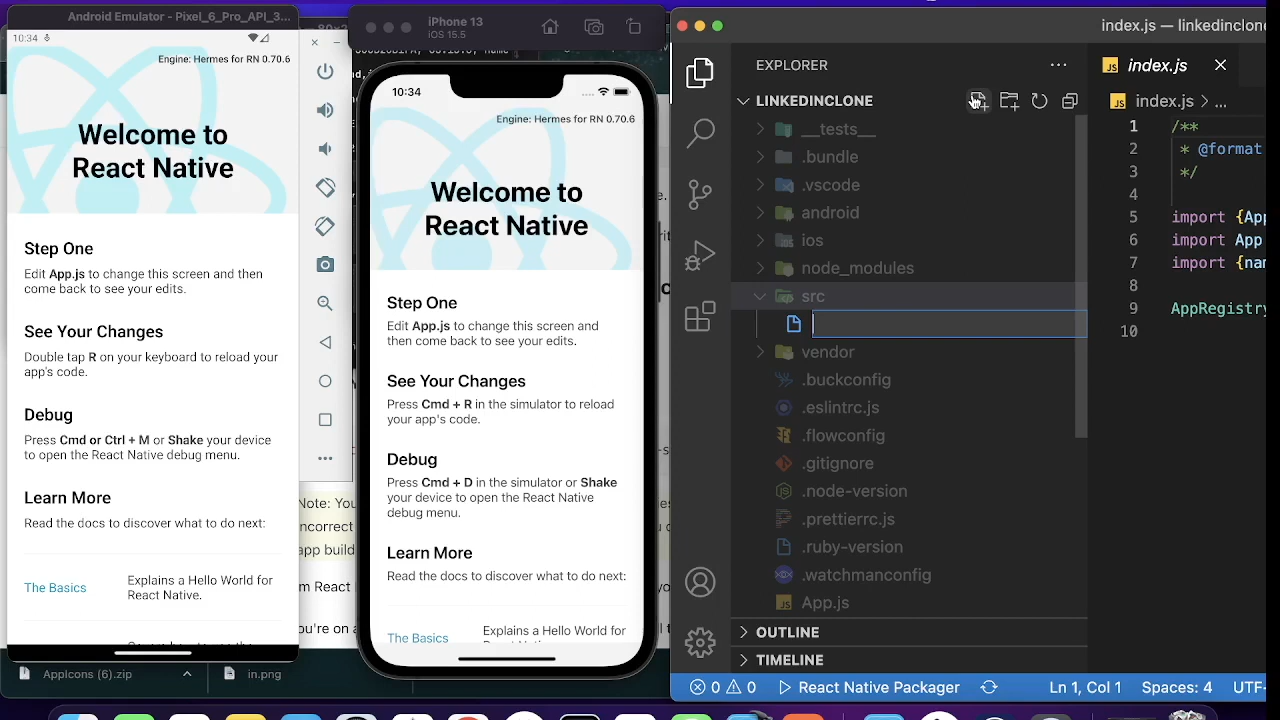 Android Emulator - Pixel_6_Pro_API_3...
10:34
Engine: Hermes for RN 0.70.6
Welcome to
React Native
Step One
Edit App.js to change this screen and then
come back to see your edits.
See Your Changes
Double tap R on your keyboard to reload your
app's code.
Debug
Press Cmd or Ctrl + M or Shake your device
to open the React Native debug menu.
Learn More
Read the docs to discover what to do next:
The Basics
Explains a Hello World for
React Native.
iPhone 13
iOS 15.5
10:34
Engine: Hermes for RN 0.70.6
Welcome to
React Native
Step One
Edit App.js to change this screen and
then come back to see your edits.
See Your Changes
Press Cmd + R in the simulator to reload
your app's code.
Debug
Press Cmd + D in the simulator or Shake
your device to open the React Native
debug menu.
Learn More
Read the docs to discover what to do next:
The Basics
Explains a Hello World for
Note: You
ncorrect
app build
m React
u're on a
AppIcons (6).zip
in.png
index.js — linkedinclone
EXPLORER
LINKEDINCLONE
__tests__
.bundle
.vscode
android
ios
node_modules
src
vendor
.buckconfig
.eslintrc.js
.flowconfig
.gitignore
.node-version
.prettierrc.js
.ruby-version
.watchmanconfig
App.js
OUTLINE
TIMELINE
index.js
index.js > ...
1 /**
2 * @format
3 */
4
5 import {App
6 import App
7 import {nam
8
9 AppRegistry
10
0 0 React Native Packager Ln 1, Col 1 Spaces: 4 UTF-